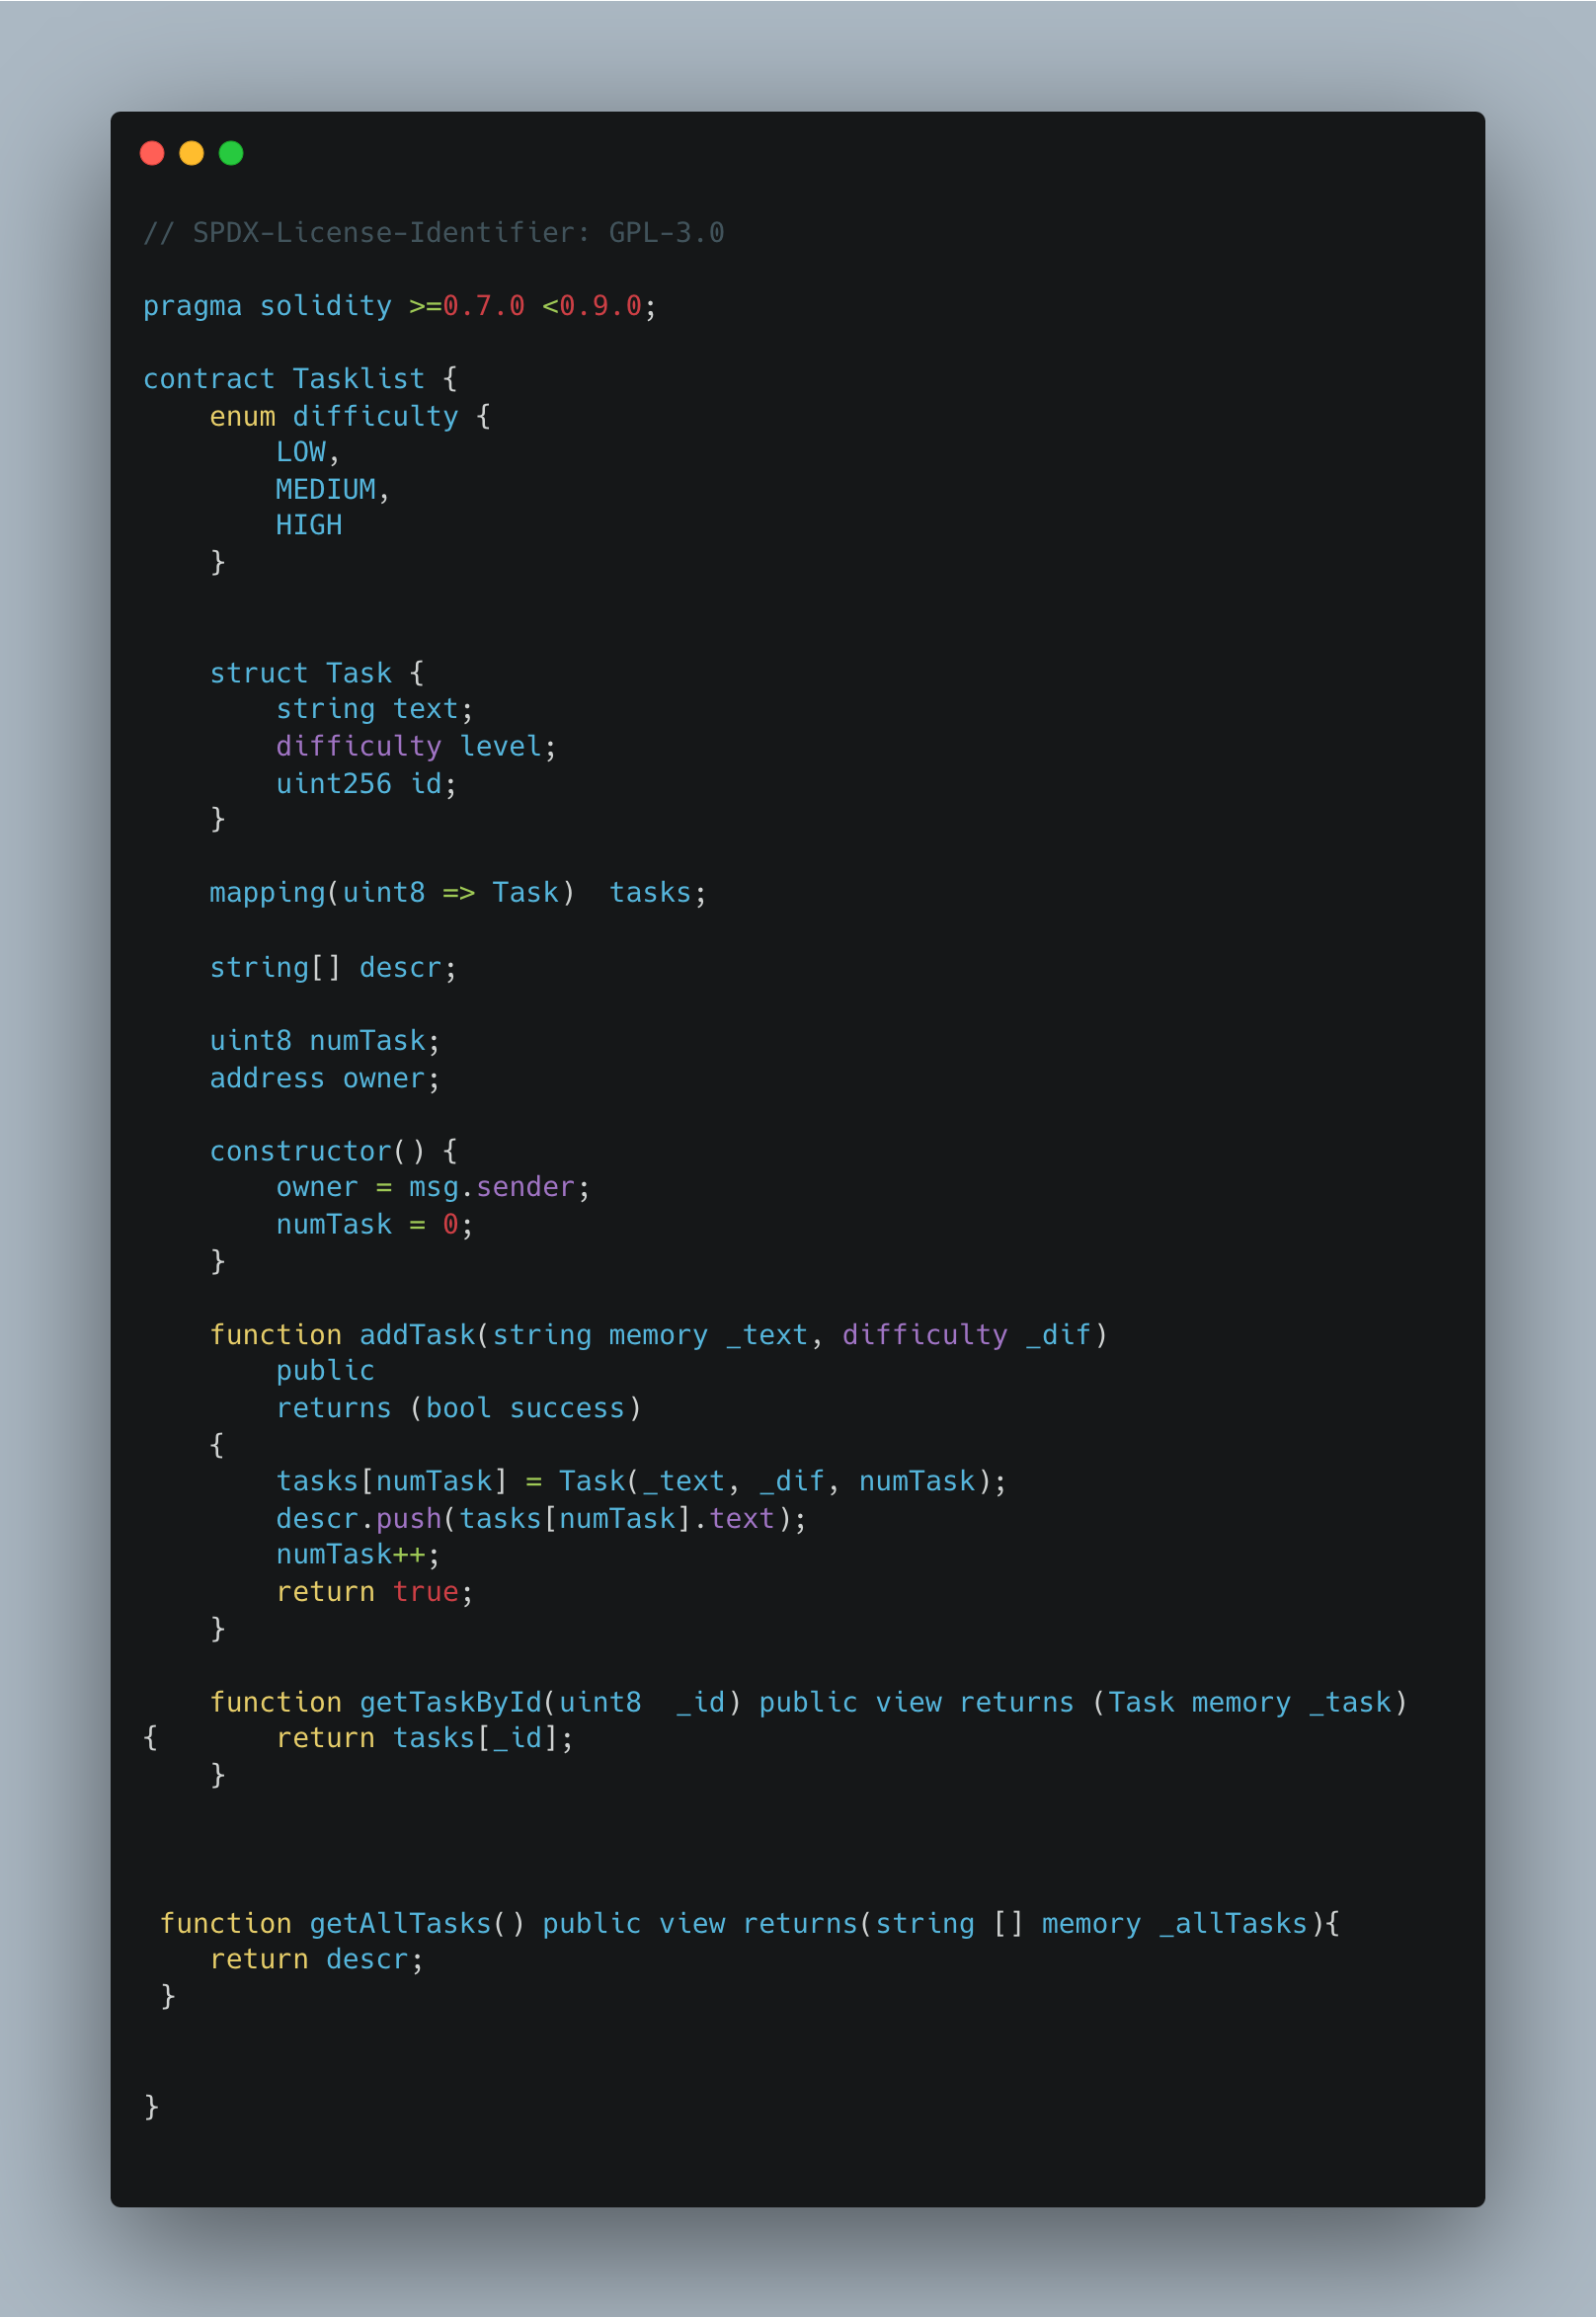 // SPDX-License-Identifier: GPL-3.0

pragma solidity >=0.7.0 <0.9.0;

contract Tasklist {
    enum difficulty {
        LOW,
        MEDIUM,
        HIGH
    }


    struct Task {
        string text;
        difficulty level;
        uint256 id;
    }

    mapping(uint8 => Task)  tasks;

    string[] descr;

    uint8 numTask;
    address owner;

    constructor() {
        owner = msg.sender;
        numTask = 0;
    }

    function addTask(string memory _text, difficulty _dif)
        public
        returns (bool success)
    {
        tasks[numTask] = Task(_text, _dif, numTask);
        descr.push(tasks[numTask].text);
        numTask++;
        return true;
    }

    function getTaskById(uint8  _id) public view returns (Task memory _task)
{       return tasks[_id];
    }



 function getAllTasks() public view returns(string [] memory _allTasks){
    return descr;
 }


}